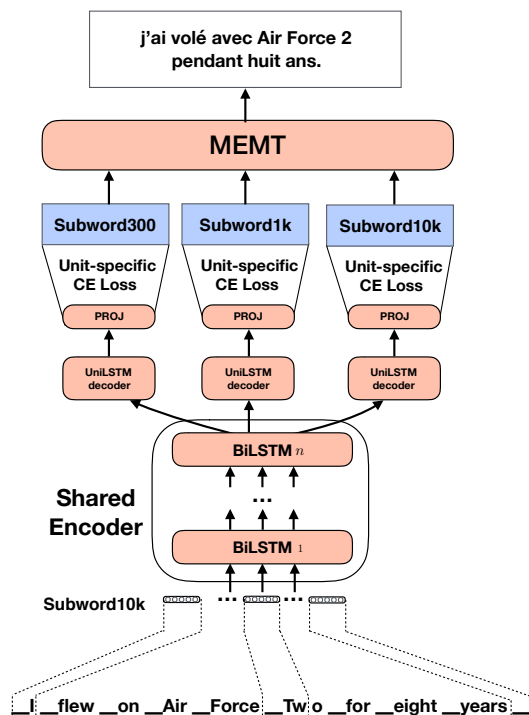 j'ai volé avec Air Force 2
pendant huit ans.
MEMT
Subword300 Subword1k Subword10k
Unit-specific Unit-specific Unit-specific
CE Loss CE Loss CE Loss
PROJ PROJ PROJ
UniLSTM UniLSTM UniLSTM
decoder decoder decoder
BiLSTM n
...
Shared
Encoder
BiLSTM 1
Subword10k ... ...
__I __flew __on __Air __Force __Tw o __for __eight __years __